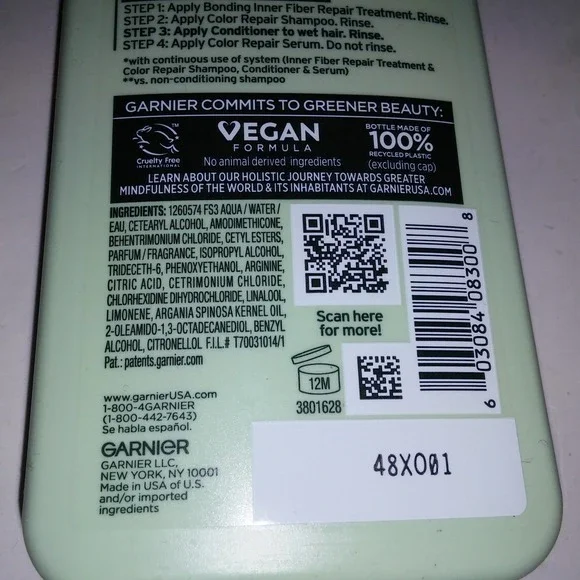 STEP 1: Apply Bonding Inner Fiber Repair Treatment. Rinse.
STEP 2: Apply Color Repair Shampoo. Rinse.
STEP 3: Apply Conditioner to wet hair. Rinse.
STEP 4: Apply Color Repair Serum. Do not rinse.
*with continuous use of system (Inner Fiber Repair Treatment &
Color Repair Shampoo, Conditioner & Serum)
**vs. non-conditioning shampoo
GARNIER COMMITS TO GREENER BEAUTY:
TM
Cruelty Free
INTERNATIONAL
VEGAN
FORMULA
No animal derived ingredients
BOTTLE MADE OF
100%
RECYCLED PLASTIC
(excluding cap)
LEARN ABOUT OUR HOLISTIC JOURNEY TOWARDS GREATER
MINDFULNESS OF THE WORLD & ITS INHABITANTS AT GARNIERUSA.COM
INGREDIENTS: 1260574 FS3 AQUA / WATER /
EAU, CETEARYL ALCOHOL, AMODIMETHICONE,
BEHENTRIMONIUM CHLORIDE, CETYL ESTERS,
PARFUM / FRAGRANCE, ISOPROPYL ALCOHOL,
TRIDECETH-6, PHENOXYETHANOL, ARGININE,
CITRIC ACID, CETRIMONIUM CHLORIDE,
CHLORHEXIDINE DIHYDROCHLORIDE, LINALOOL,
LIMONENE, ARGANIA SPINOSA KERNEL OIL,
2-OLEAMIDO-1,3-OCTADECANEDIOL, BENZYL
ALCOHOL, CITRONELLOL F.I.L.# T70031014/1
Pat.: patents.garnier.com
Scan here
for more!
12M
3801628
6 03084 08300 8
www.garnierUSA.com
1-800-4GARNIER
(1-800-442-7643)
Se habla español.
GARNIER
GARNIER LLC,
NEW YORK, NY 10001
Made in USA of U.S.
and/or imported
ingredients
48X001